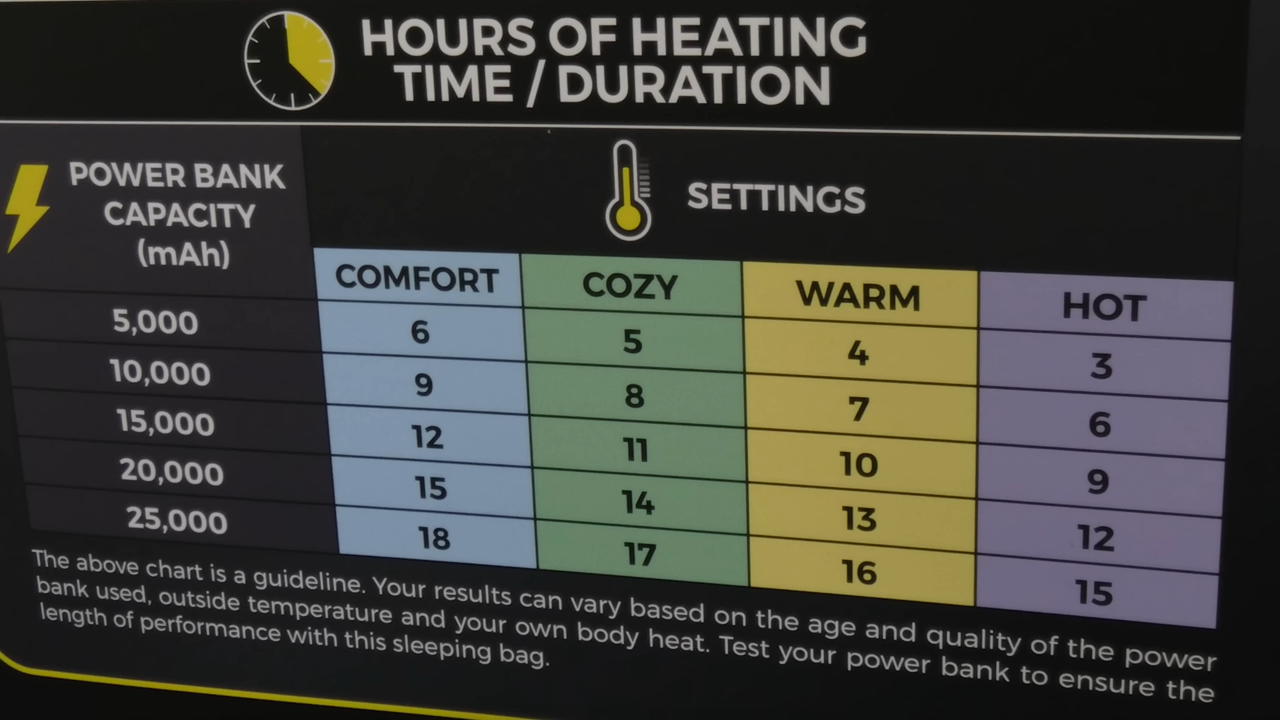 HOURS OF HEATING
TIME / DURATION
POWER BANK
CAPACITY
(mAh)
SETTINGS
COMFORT COZY WARM HOT
5,000 6 5 4 3
10,000 9 8 7 6
15,000 12 11 10 9
20,000 15 14 13 12
25,000 18 17 16 15
The above chart is a guideline. Your results can vary based on the age and quality of the power
bank used, outside temperature and your own body heat. Test your power bank to ensure the
length of performance with this sleeping bag.